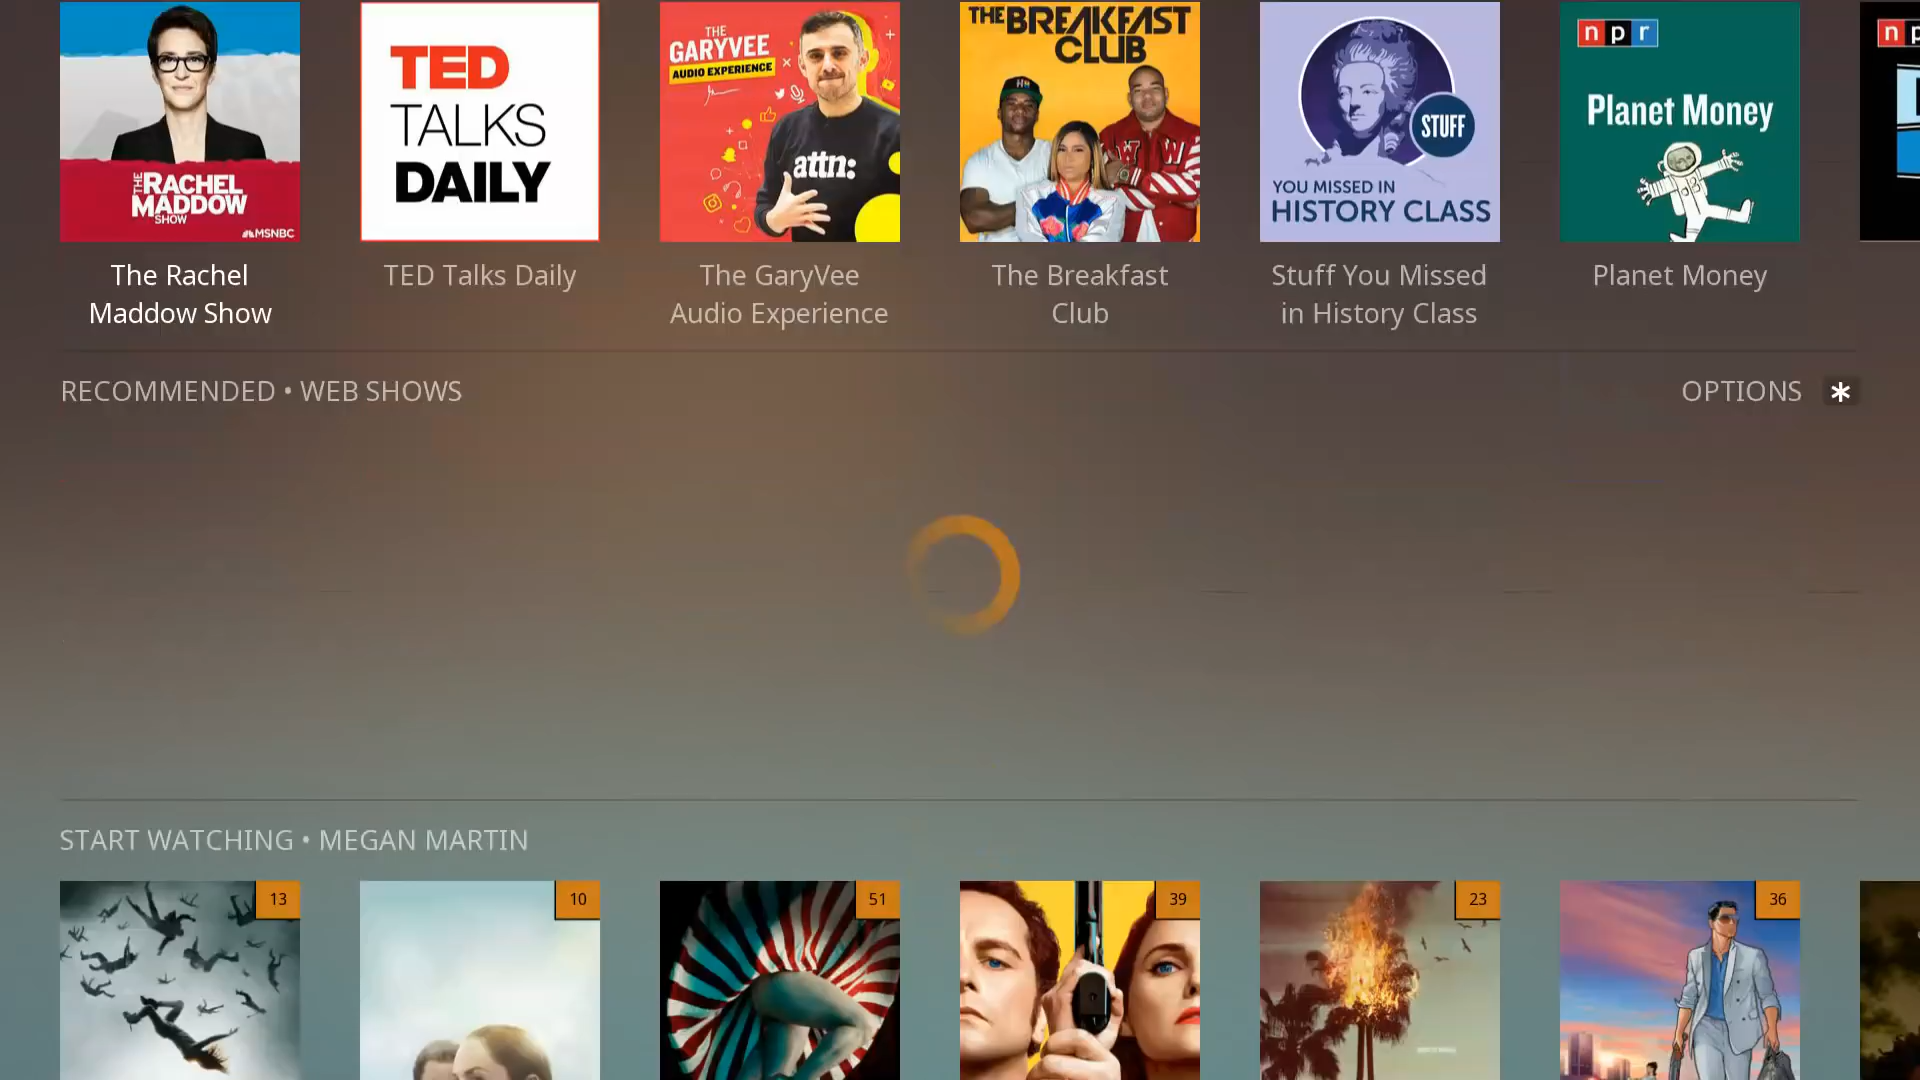 THE
RACHEL
MADDOW
SHOW
MSNBC
TED
TALKS
DAILY
THE
GARYVEE
AUDIO EXPERIENCE
attn:
THE BREAKFAST
CLUB
W W
STUFF
YOU MISSED IN
HISTORY CLASS
npr
Planet Money
np
The Rachel
Maddow Show
TED Talks Daily
The GaryVee
Audio Experience
The Breakfast
Club
Stuff You Missed
in History Class
Planet Money
RECOMMENDED • WEB SHOWS
OPTIONS *
START WATCHING • MEGAN MARTIN
13
10
51
39
23
36